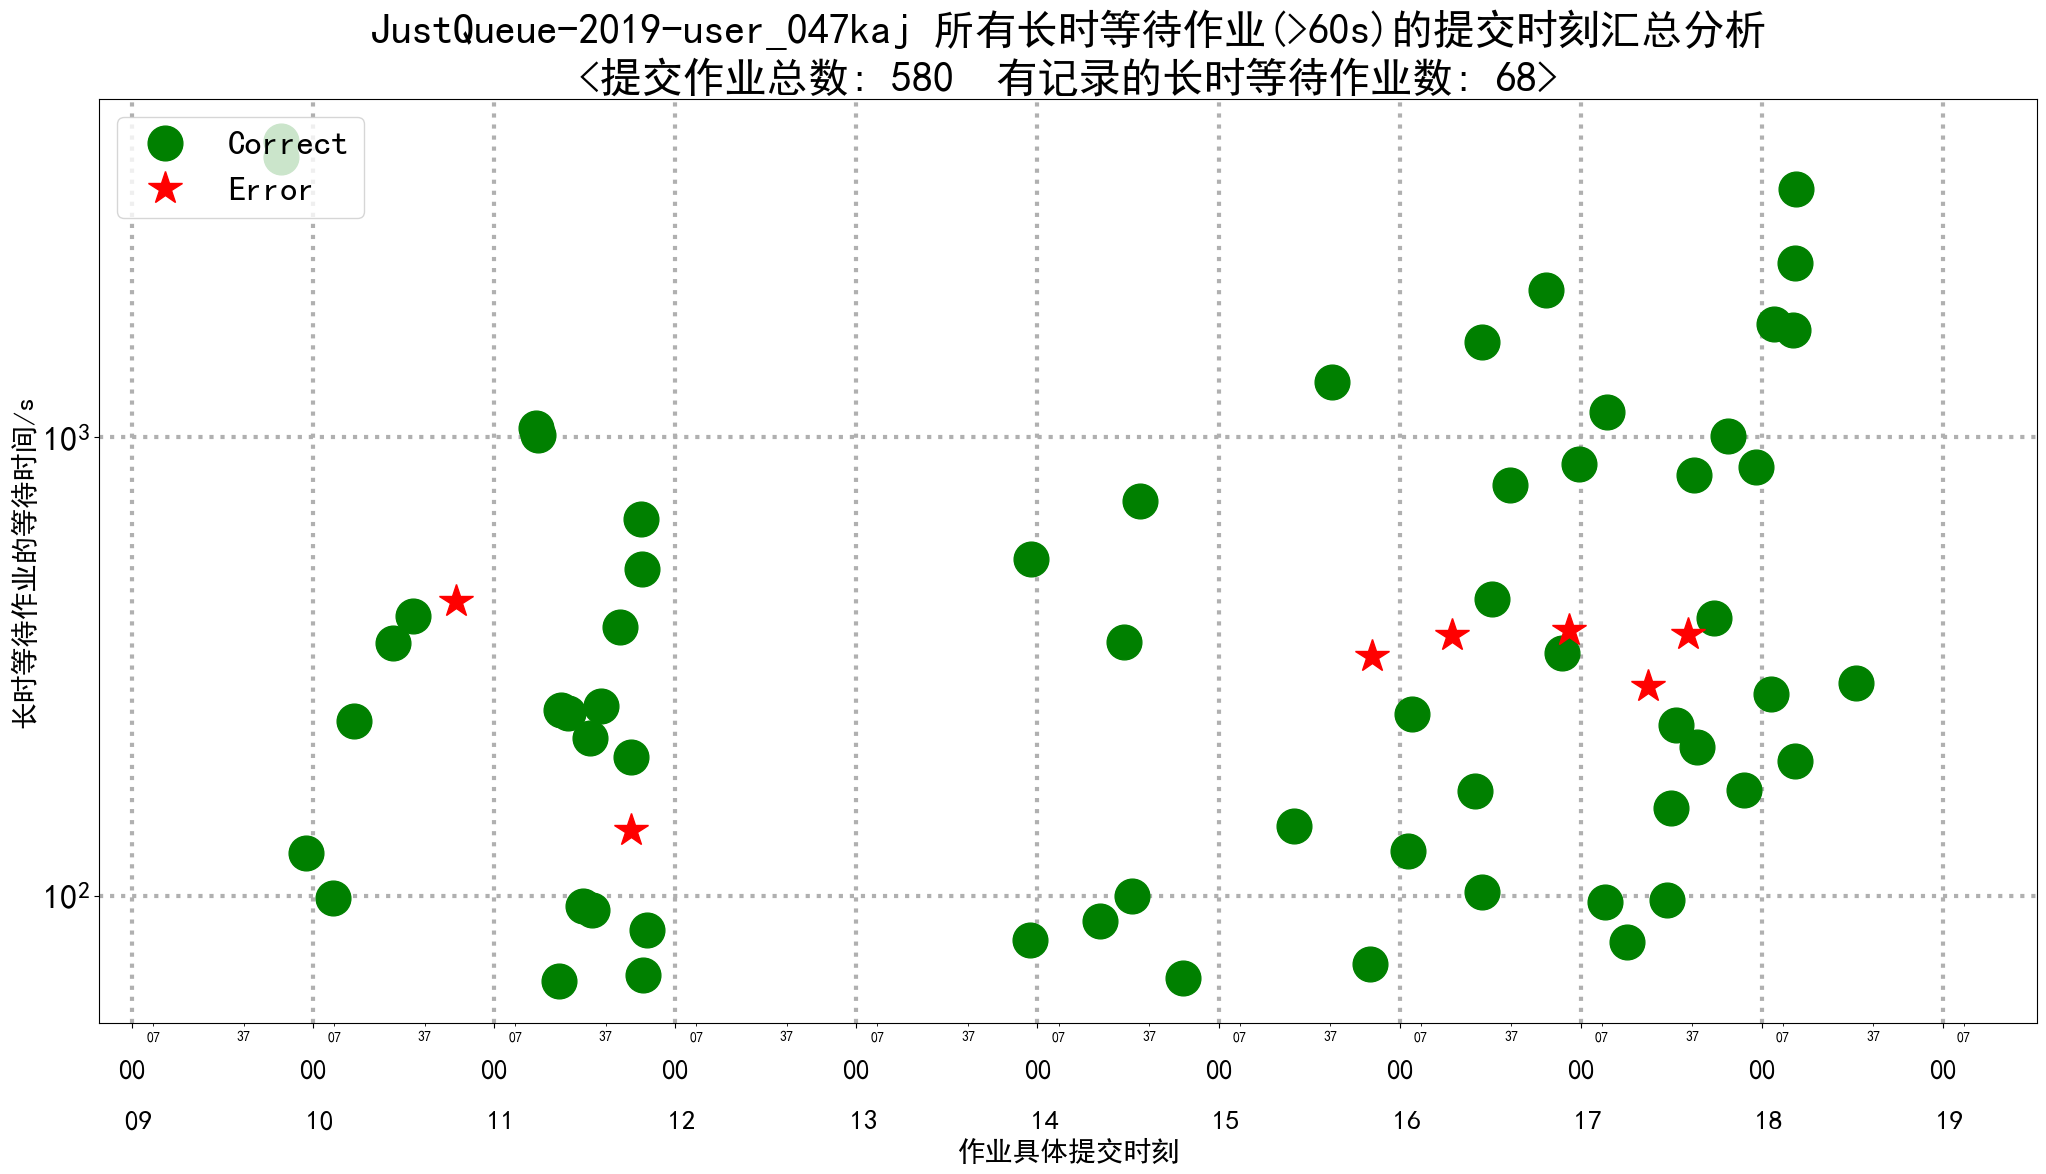 JustQueue-2019-user_047kaj 所有长时等待作业(>60s)的提交时刻汇总分析
<提交作业总数: 580  有记录的长时等待作业数: 68>
Correct
Error
长时等待作业的等待时间/s
10³
10²
07 37 07 37 07 37 07 37 07 37 07 37 07 37 07 37 07 37 07 37 07
00 00 00 00 00 00 00 00 00 00 00
09 10 11 12 13 14 15 16 17 18 19
作业具体提交时刻